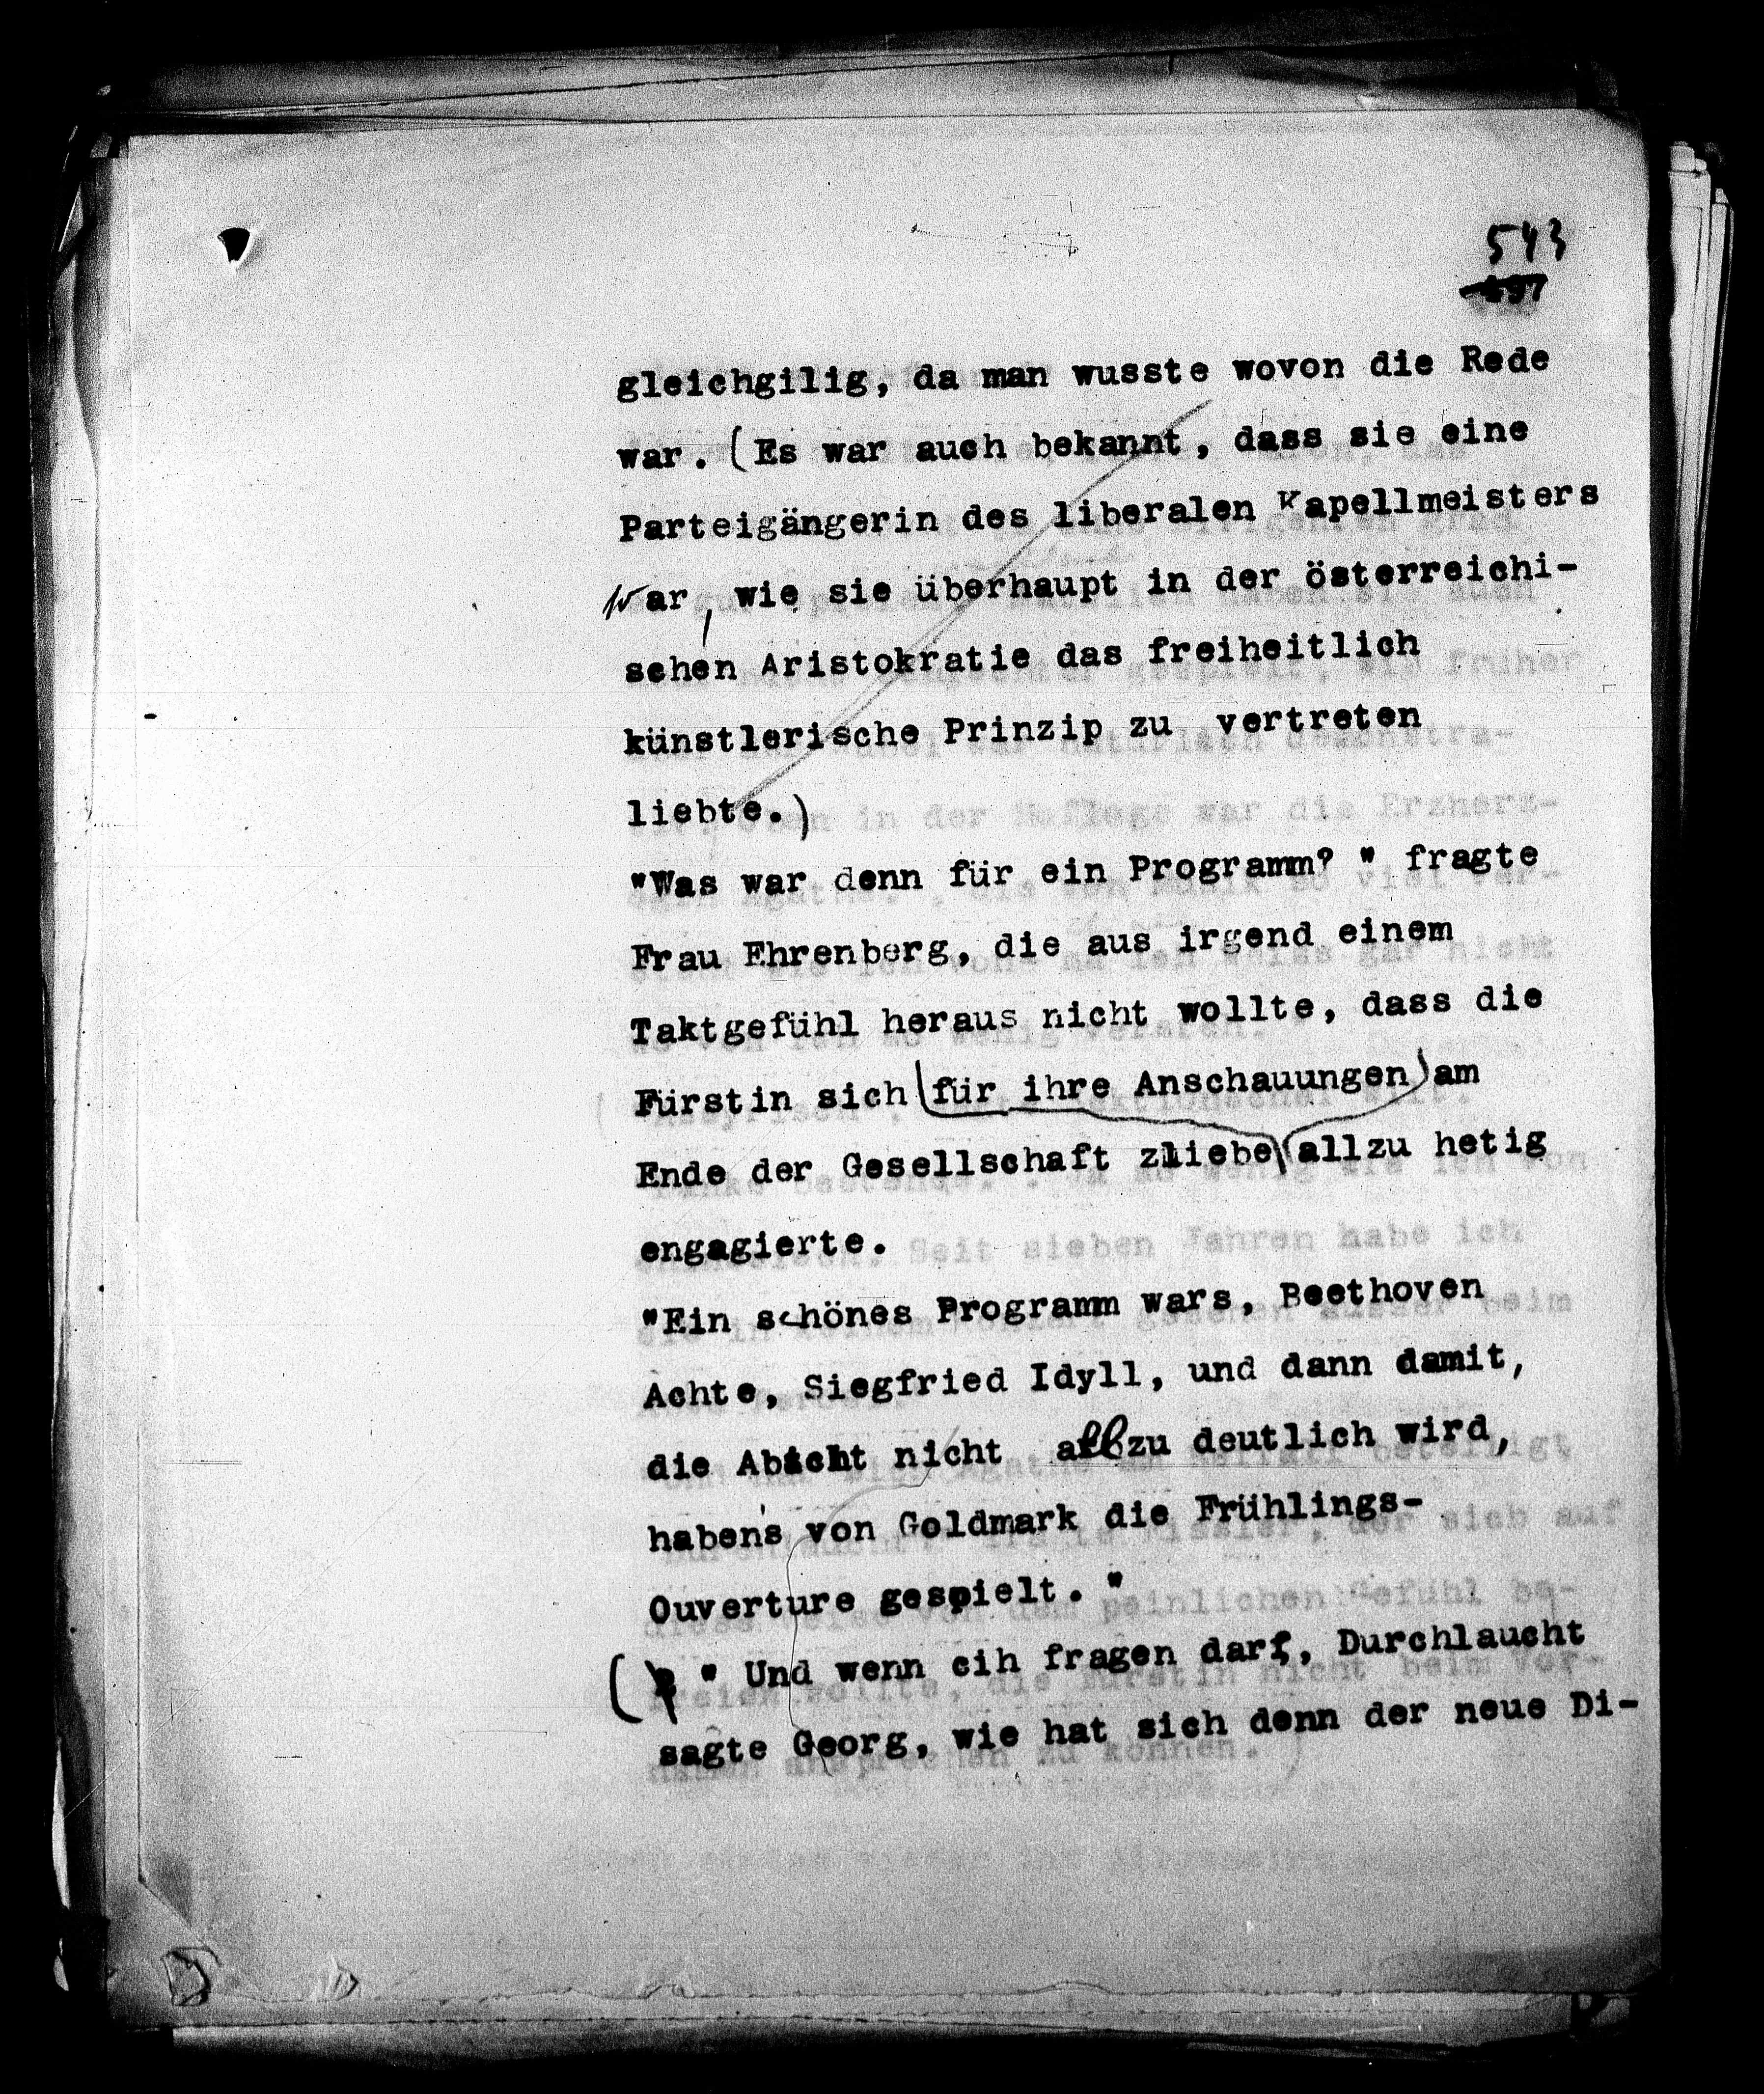 543
497
gleichgilig, da man wusste wovon die Rede
war. (Es war auch bekannt, dass sie eine
Parteigängerin des liberalen Kapellmeisters
war, wie sie überhaupt in der österreichi-
schen Aristokratie das freiheitlich
künstlerische Prinzip zu vertreten
liebte.)
"Was war denn für ein Programm? " fragte
Frau Ehrenberg, die aus irgend einem
Taktgefühl heraus nicht wollte, dass die
Fürstin sich (für ihre Anschauungen) am
Ende der Gesellschaft zliebe allzu hetig
engagierte.
"Ein schönes Programm wars, Beethoven
Achte, Siegfried Idyll, und dann damit,
die Absicht nicht allzu deutlich wird,
haben's von Goldmark die Frühlings-
Ouverture gespielt. "
( " Und wenn cih fragen darf, Durchlaucht
sagte Georg, wie hat sich denn der neue Di-